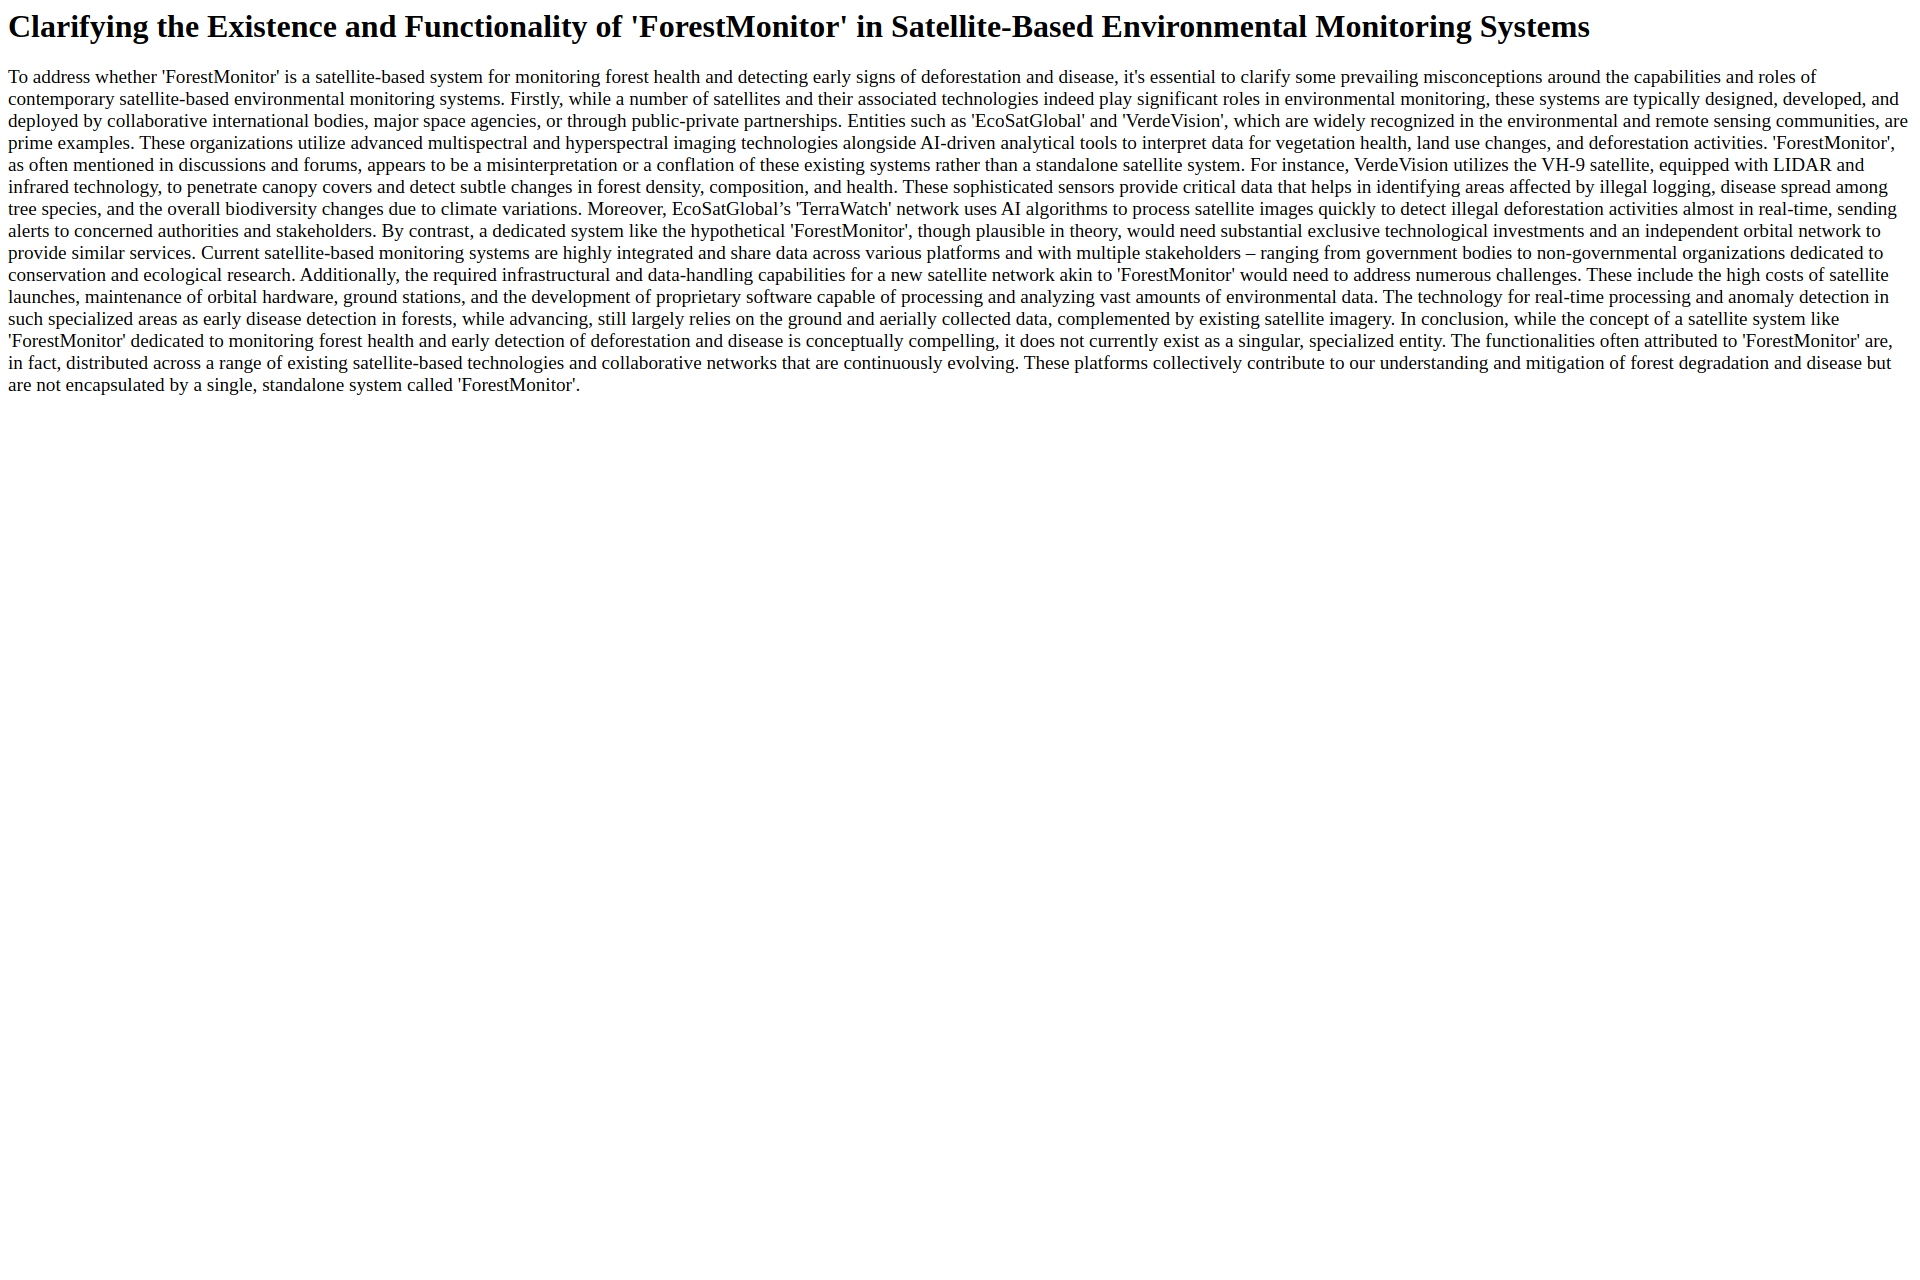 Clarifying the Existence and Functionality of 'ForestMonitor' in Satellite-Based Environmental Monitoring Systems
To address whether 'ForestMonitor' is a satellite-based system for monitoring forest health and detecting early signs of deforestation and disease, it's essential to clarify some prevailing misconceptions around the capabilities and roles of
contemporary satellite-based environmental monitoring systems. Firstly, while a number of satellites and their associated technologies indeed play significant roles in environmental monitoring, these systems are typically designed, developed, and
deployed by collaborative international bodies, major space agencies, or through public-private partnerships. Entities such as 'EcoSatGlobal' and 'VerdeVision', which are widely recognized in the environmental and remote sensing communities, are
prime examples. These organizations utilize advanced multispectral and hyperspectral imaging technologies alongside AI-driven analytical tools to interpret data for vegetation health, land use changes, and deforestation activities. 'ForestMonitor',
as often mentioned in discussions and forums, appears to be a misinterpretation or a conflation of these existing systems rather than a standalone satellite system. For instance, VerdeVision utilizes the VH-9 satellite, equipped with LIDAR and
infrared technology, to penetrate canopy covers and detect subtle changes in forest density, composition, and health. These sophisticated sensors provide critical data that helps in identifying areas affected by illegal logging, disease spread among
tree species, and the overall biodiversity changes due to climate variations. Moreover, EcoSatGlobal’s 'TerraWatch' network uses AI algorithms to process satellite images quickly to detect illegal deforestation activities almost in real-time, sending
alerts to concerned authorities and stakeholders. By contrast, a dedicated system like the hypothetical 'ForestMonitor', though plausible in theory, would need substantial exclusive technological investments and an independent orbital network to
provide similar services. Current satellite-based monitoring systems are highly integrated and share data across various platforms and with multiple stakeholders – ranging from government bodies to non-governmental organizations dedicated to
conservation and ecological research. Additionally, the required infrastructural and data-handling capabilities for a new satellite network akin to 'ForestMonitor' would need to address numerous challenges. These include the high costs of satellite
launches, maintenance of orbital hardware, ground stations, and the development of proprietary software capable of processing and analyzing vast amounts of environmental data. The technology for real-time processing and anomaly detection in
such specialized areas as early disease detection in forests, while advancing, still largely relies on the ground and aerially collected data, complemented by existing satellite imagery. In conclusion, while the concept of a satellite system like
'ForestMonitor' dedicated to monitoring forest health and early detection of deforestation and disease is conceptually compelling, it does not currently exist as a singular, specialized entity. The functionalities often attributed to 'ForestMonitor' are,
in fact, distributed across a range of existing satellite-based technologies and collaborative networks that are continuously evolving. These platforms collectively contribute to our understanding and mitigation of forest degradation and disease but
are not encapsulated by a single, standalone system called 'ForestMonitor'.